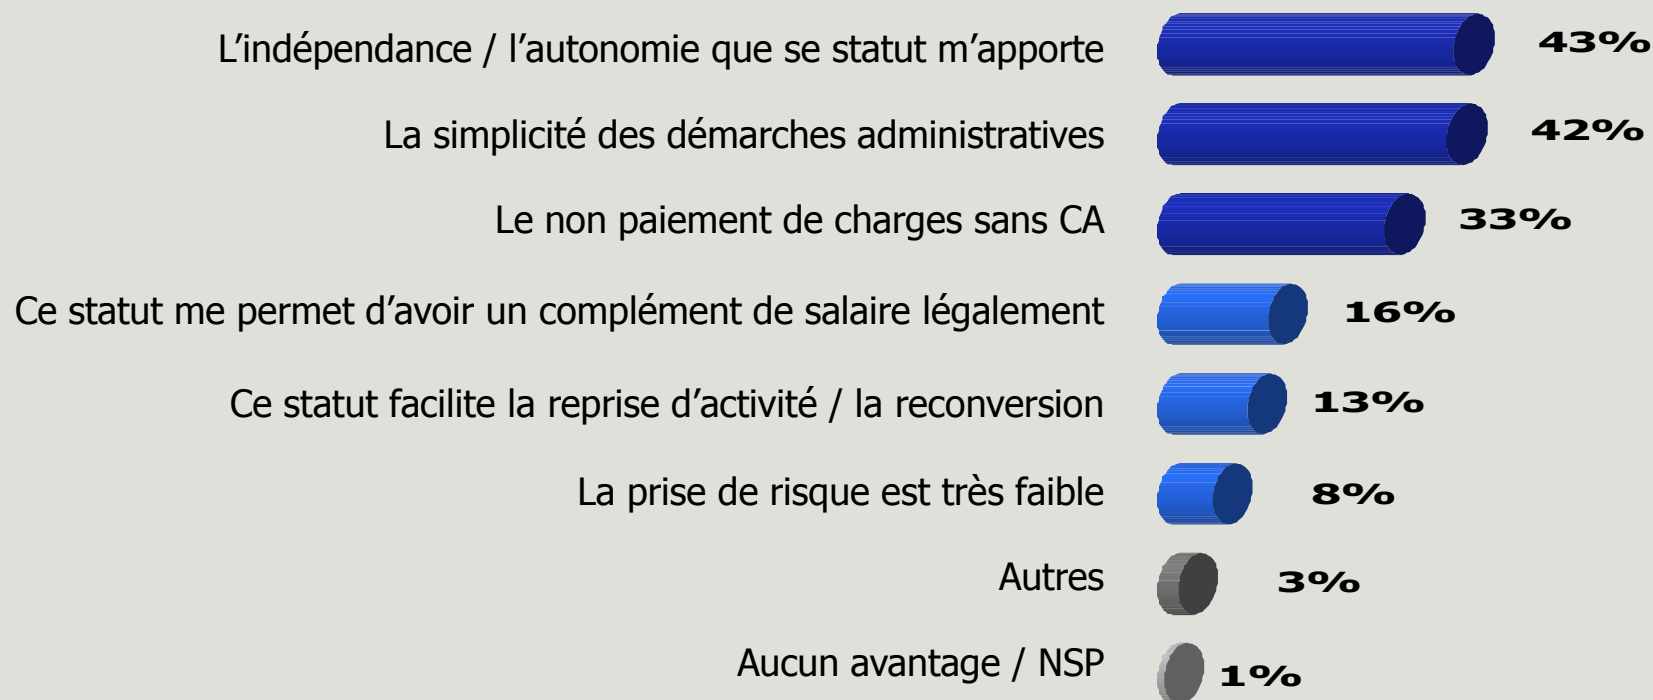 L’indépendance / l’autonomie que se statut m’apporte 43%
La simplicité des démarches administratives 42%
Le non paiement de charges sans CA 33%
Ce statut me permet d’avoir un complément de salaire légalement 16%
Ce statut facilite la reprise d’activité / la reconversion 13%
La prise de risque est très faible 8%
Autres 3%
Aucun avantage / NSP 1%